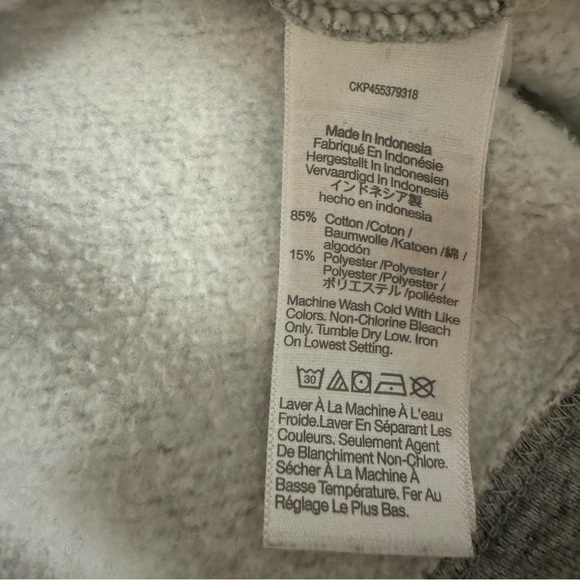 CKP455379318
Made In Indonesia
Fabriqué En Indonésie
Hergestellt In Indonesien
Vervaardigd In Indonesië
インドネシア製
hecho en indonesia
85% Cotton /Coton /
Baumwolle /Katoen /綿 /
algodón
15% Polyester /Polyester /
Polyester /Polyester /
ポリエステル /poliéster
Machine Wash Cold With Like
Colors. Non-Chlorine Bleach
Only. Tumble Dry Low. Iron
On Lowest Setting.
30
Laver À La Machine À L'eau
Froide.Laver En Séparant Les
Couleurs. Seulement Agent
De Blanchiment Non-Chlore.
Sécher À La Machine À
Basse Température. Fer Au
Réglage Le Plus Bas.